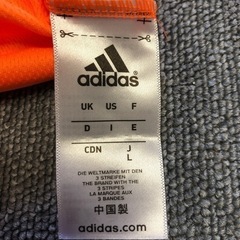 adidas
UK US F
D I E
CDN J
L
DIE WELTMARKE MIT DEN
3 STREIFEN
THE BRAND WITH THE
3 STRIPES
LA MARQUE AUX
3 BANDES
中国製
adidas.com